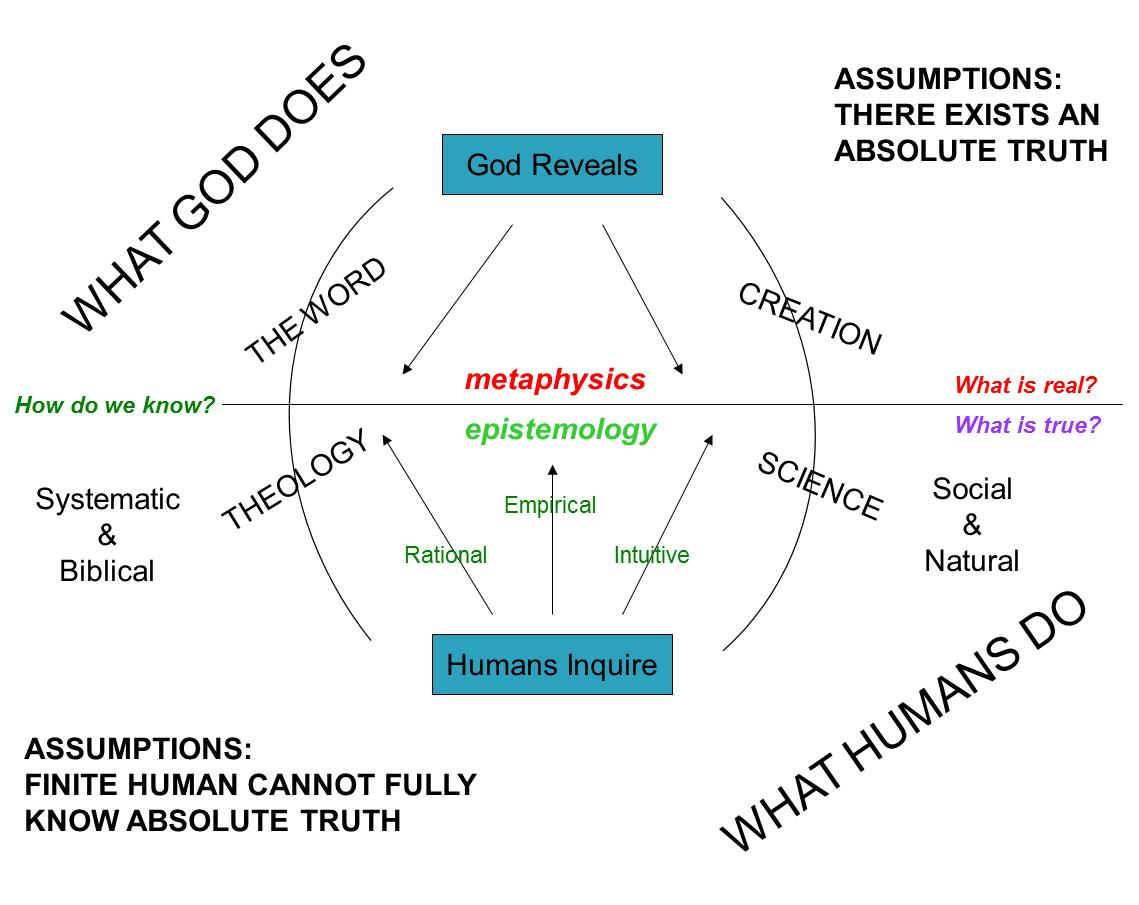 WHAT GOD DOES
ASSUMPTIONS:
THERE EXISTS AN
ABSOLUTE TRUTH
God Reveals
THE WORD
CREATION
metaphysics
What is real?
How do we know?
epistemology
What is true?
THEOLOGY
SCIENCE
Systematic
&
Biblical
Empirical
Rational
Intuitive
Social
&
Natural
Humans Inquire
WHAT HUMANS DO
ASSUMPTIONS:
FINITE HUMAN CANNOT FULLY
KNOW ABSOLUTE TRUTH